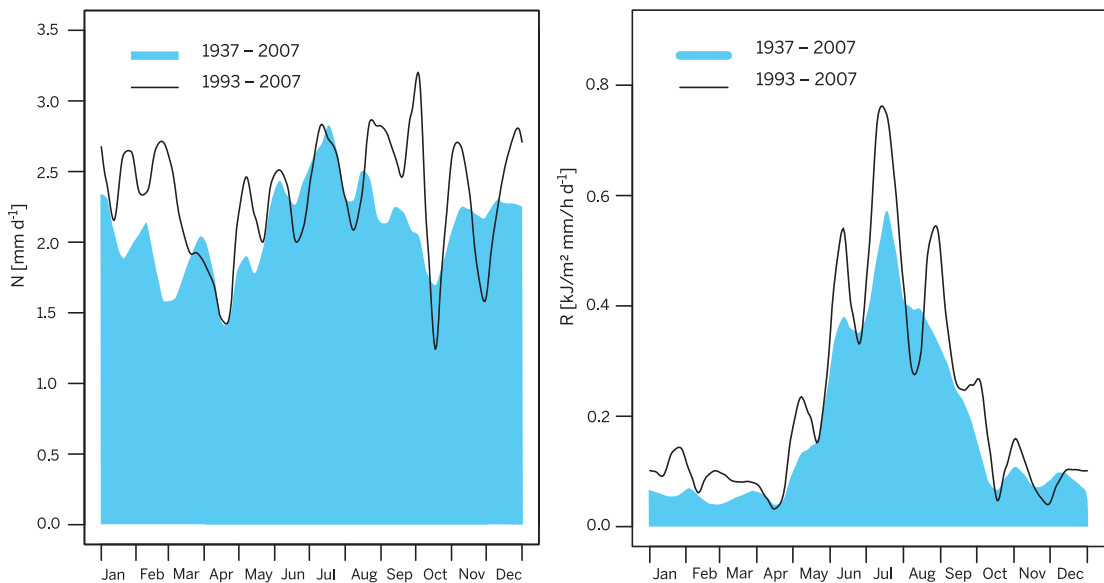 3.5
3.0
2.5
2.0
1.5
1.0
0.5
0.0
N [mm d⁻¹]
1937 – 2007
1993 – 2007
Jan Feb Mar Apr May Jun Jul Aug Sep Oct Nov Dec
0.8
0.6
0.4
0.2
0.0
R [kJ/m² mm/h d⁻¹]
1937 – 2007
1993 – 2007
Jan Feb Mar Apr May Jun Jul Aug Sep Oct Nov Dec